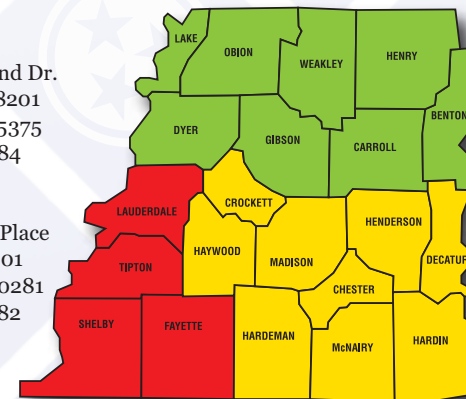 nd Dr.
8201
5375
84
Place
01
0281
82
LAKE
OBION
WEAKLEY
HENRY
BENTON
DYER
GIBSON
CARROLL
LAUDERDALE
CROCKETT
HENDERSON
DECATUR
HAYWOOD
MADISON
TIPTON
CHESTER
SHELBY
FAYETTE
HARDEMAN
McNAIRY
HARDIN